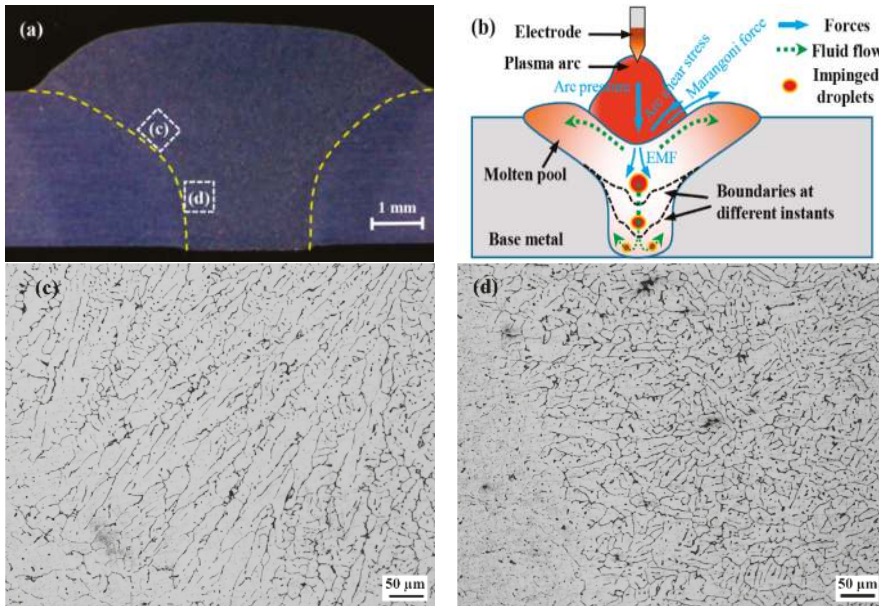 (a)
(c)
(d)
1 mm
(b)
Electrode
Plasma arc
Arc pressure
Arc shear stress
Marangoni force
EMF
Molten pool
Base metal
Boundaries at
different instants
Forces
Fluid flow
Impinged
droplets
(c)
50 µm
(d)
50 µm